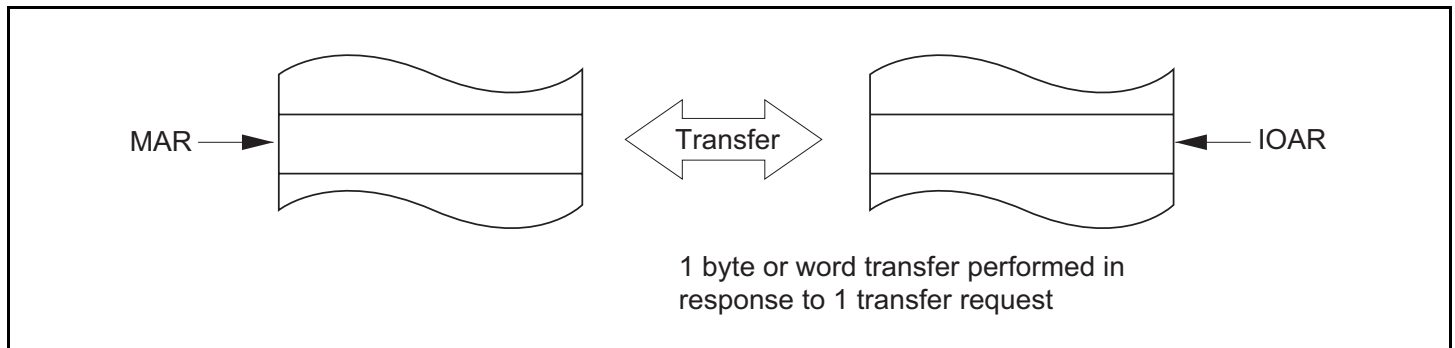 MAR
Transfer
IOAR
1 byte or word transfer performed in
response to 1 transfer request